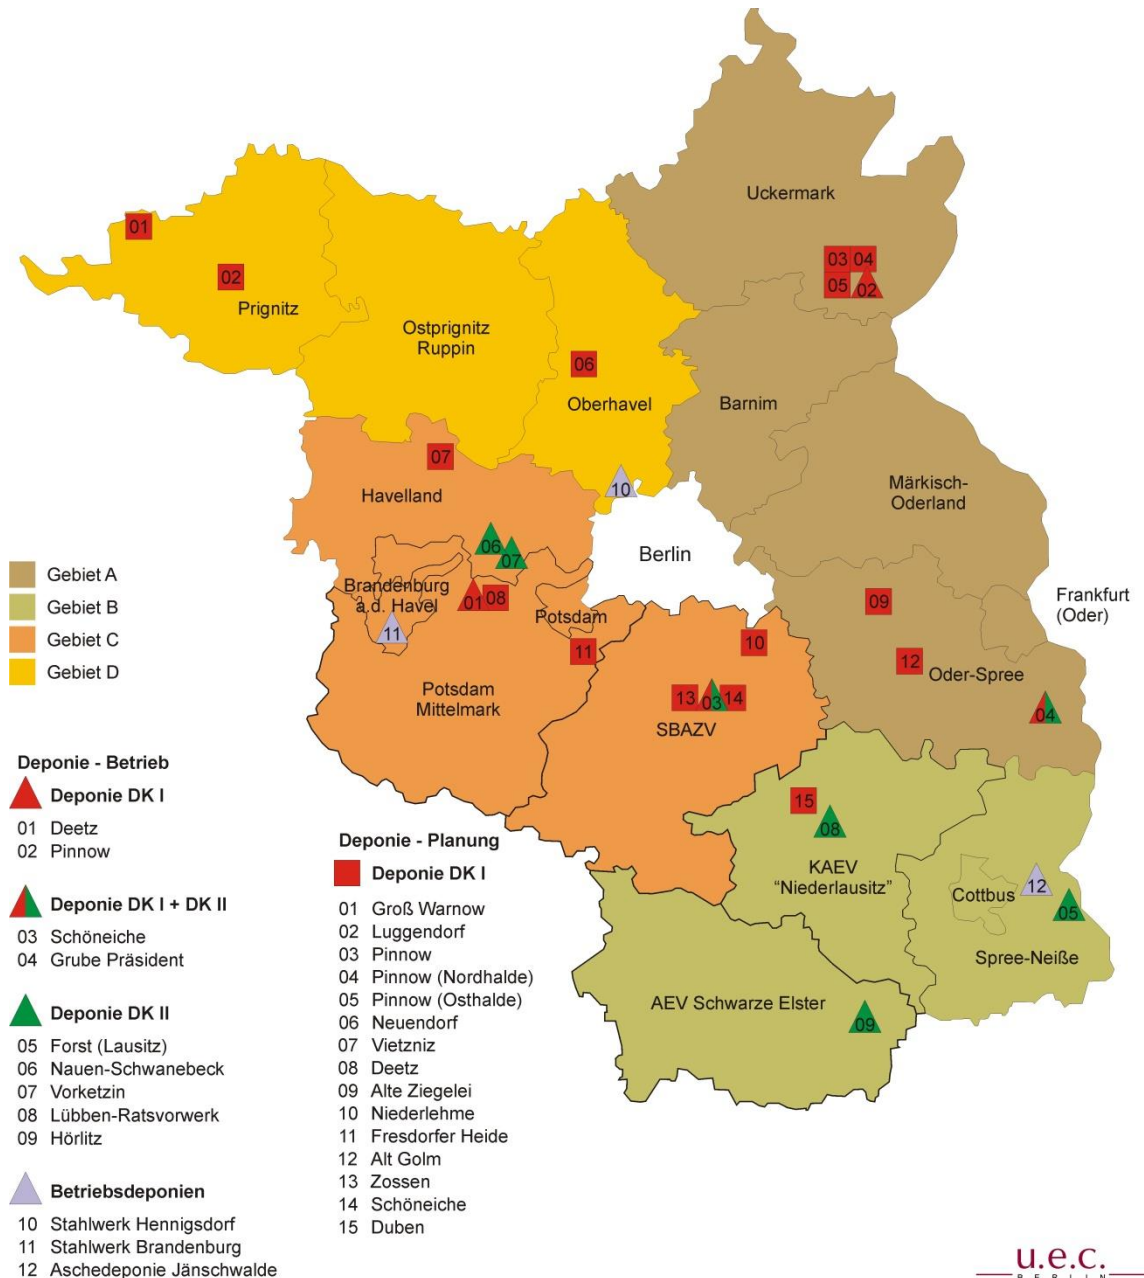 Uckermark
01
03 04
02
05 02
Prignitz
Ostprignitz
Ruppin
06
Oberhavel
Barnim
07
Havelland
10
Märkisch-
Oderland
06
07
Berlin
Brandenburg
a.d. Havel
01 08
Potsdam
11
11
09
Frankfurt
(Oder)
10
12
Oder-Spree
Potsdam
Mittelmark
13 03 14
SBAZV
04
15
08
KAEV
"Niederlausitz"
Cottbus
12
05
Spree-Neiße
AEV Schwarze Elster
09
Gebiet A
Gebiet B
Gebiet C
Gebiet D
Deponie - Betrieb
Deponie DK I
01 Deetz
02 Pinnow
Deponie DK I + DK II
03 Schöneiche
04 Grube Präsident
Deponie DK II
05 Forst (Lausitz)
06 Nauen-Schwanebeck
07 Vorketzin
08 Lübben-Ratsvorwerk
09 Hörlitz
Betriebsdeponien
10 Stahlwerk Hennigsdorf
11 Stahlwerk Brandenburg
12 Aschedeponie Jänschwalde
Deponie - Planung
Deponie DK I
01 Groß Warnow
02 Luggendorf
03 Pinnow
04 Pinnow (Nordhalde)
05 Pinnow (Osthalde)
06 Neuendorf
07 Vietzniz
08 Deetz
09 Alte Ziegelei
10 Niederlehme
11 Fresdorfer Heide
12 Alt Golm
13 Zossen
14 Schöneiche
15 Duben
u.e.c.
BERLIN